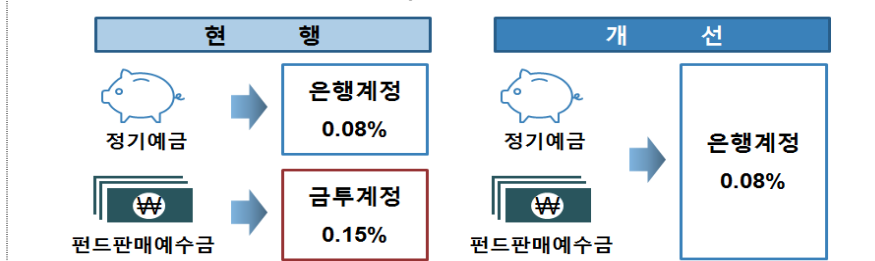 현 행
개 선
정기예금
은행계정
0.08%
₩
펀드판매예수금
금투계정
0.15%
정기예금
₩
펀드판매예수금
은행계정
0.08%